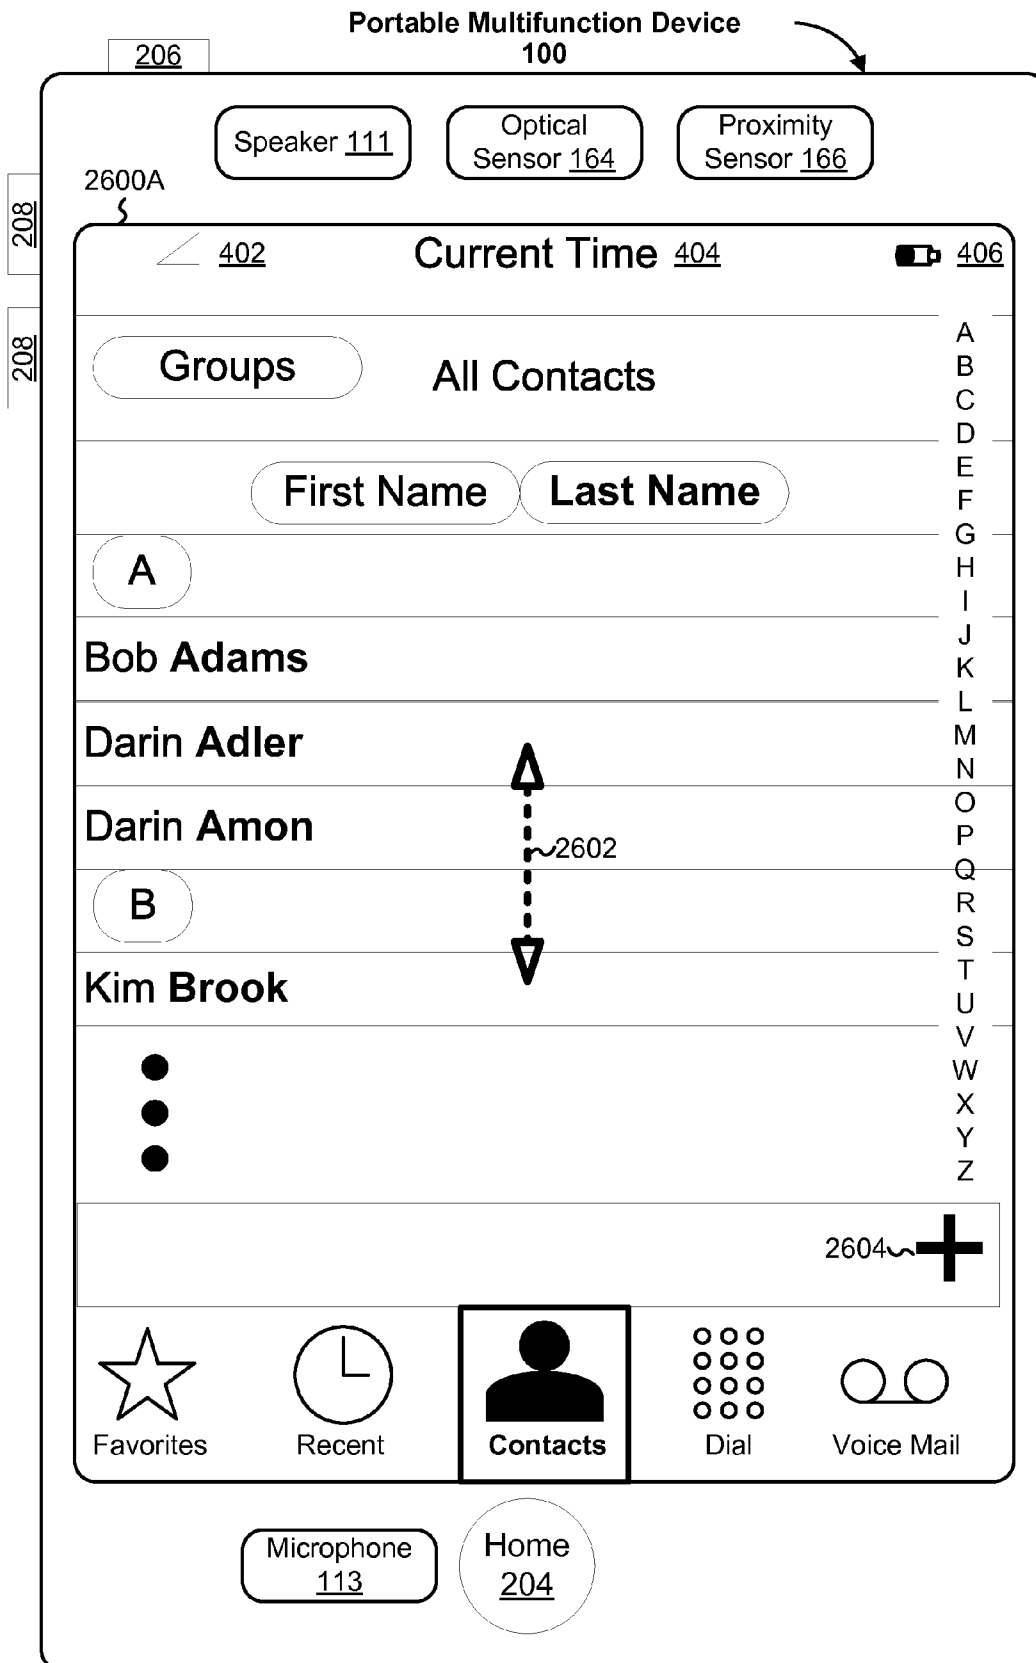 Portable Multifunction Device
100
206
Speaker 111
Optical
Sensor 164
Proximity
Sensor 166
2600A
208
208
402
Current Time 404
406
Groups
All Contacts
First Name
Last Name
A
Bob Adams
Darin Adler
Darin Amon
2602
B
Kim Brook
A
B
C
D
E
F
G
H
I
J
K
L
M
N
O
P
Q
R
S
T
U
V
W
X
Y
Z
2604
Favorites
Recent
Contacts
Dial
Voice Mail
Microphone
113
Home
204